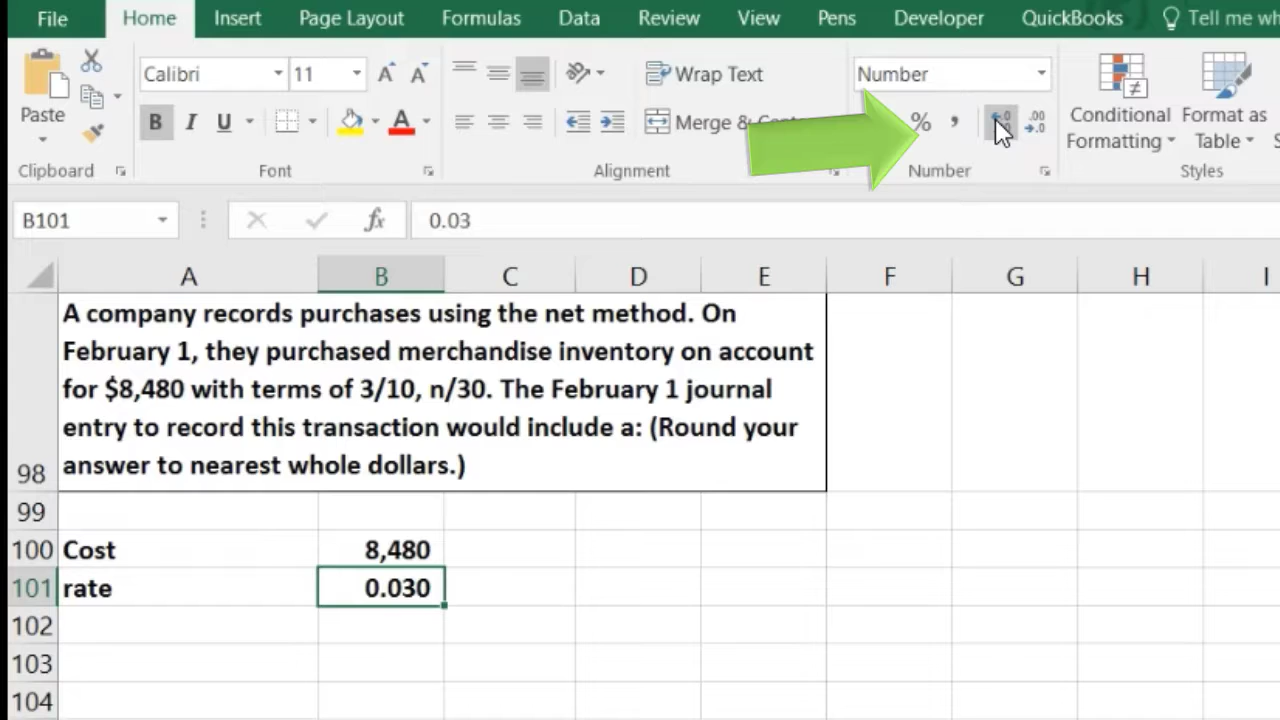 File Home Insert Page Layout Formulas Data Review View Pens Developer QuickBooks Tell me
Calibri 11 A A Wrap Text Number
Paste B I U A Merge & % , .00 .0
Conditional Format as
Formatting Table
Clipboard Font Alignment Number Styles
B101 fx 0.03
A B C D E F G H I
A company records purchases using the net method. On
February 1, they purchased merchandise inventory on account
for $8,480 with terms of 3/10, n/30. The February 1 journal
entry to record this transaction would include a: (Round your
98 answer to nearest whole dollars.)
99
100 Cost 8,480
101 rate 0.030
102
103
104